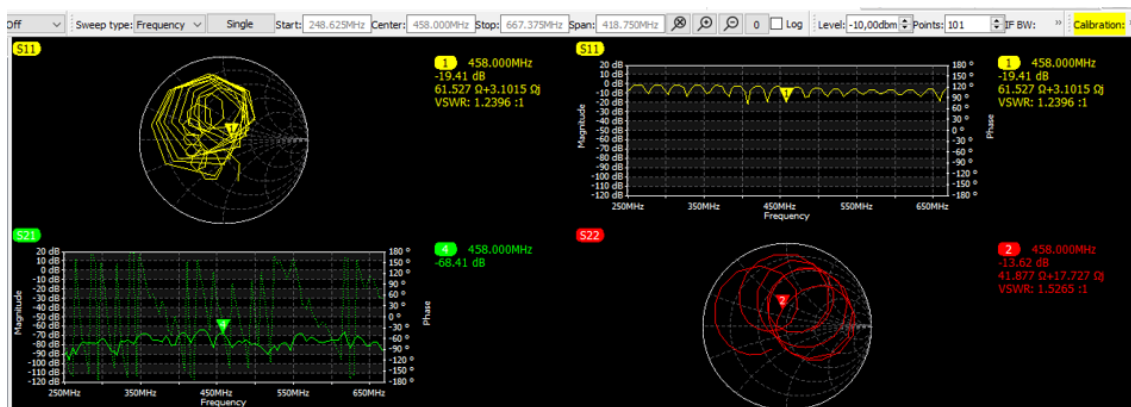 Off Sweep type: Frequency Single Start: 248.625MHz Center: 458.000MHz Stop: 667.375MHz Span: 418.750MHz 0 Log Level: -10,00dbm Points: 101 IF BW: » Calibration:
S11
1 458.000MHz
-19.41 dB
61.527 Ω+3.1015 Ωj
VSWR: 1.2396 :1
1
S11
20 dB
10 dB
0 dB
-10 dB
-20 dB
-30 dB
-40 dB
-50 dB
-60 dB
-70 dB
-80 dB
-90 dB
-100 dB
-110 dB
-120 dB
Magnitude
250MHz 350MHz 450MHz 550MHz 650MHz
Frequency
180 °
150 °
120 °
90 °
60 °
30 °
0 °
-30 °
-60 °
-90 °
-120 °
-150 °
-180 °
Phase
1
1 458.000MHz
-19.41 dB
61.527 Ω+3.1015 Ωj
VSWR: 1.2396 :1
S21
20 dB
10 dB
0 dB
-10 dB
-20 dB
-30 dB
-40 dB
-50 dB
-60 dB
-70 dB
-80 dB
-90 dB
-100 dB
-110 dB
-120 dB
Magnitude
250MHz 350MHz 450MHz 550MHz 650MHz
Frequency
180 °
150 °
120 °
90 °
60 °
30 °
0 °
-30 °
-60 °
-90 °
-120 °
-150 °
-180 °
Phase
4
4 458.000MHz
-68.41 dB
S22
2
2 458.000MHz
-13.62 dB
41.877 Ω+17.727 Ωj
VSWR: 1.5265 :1